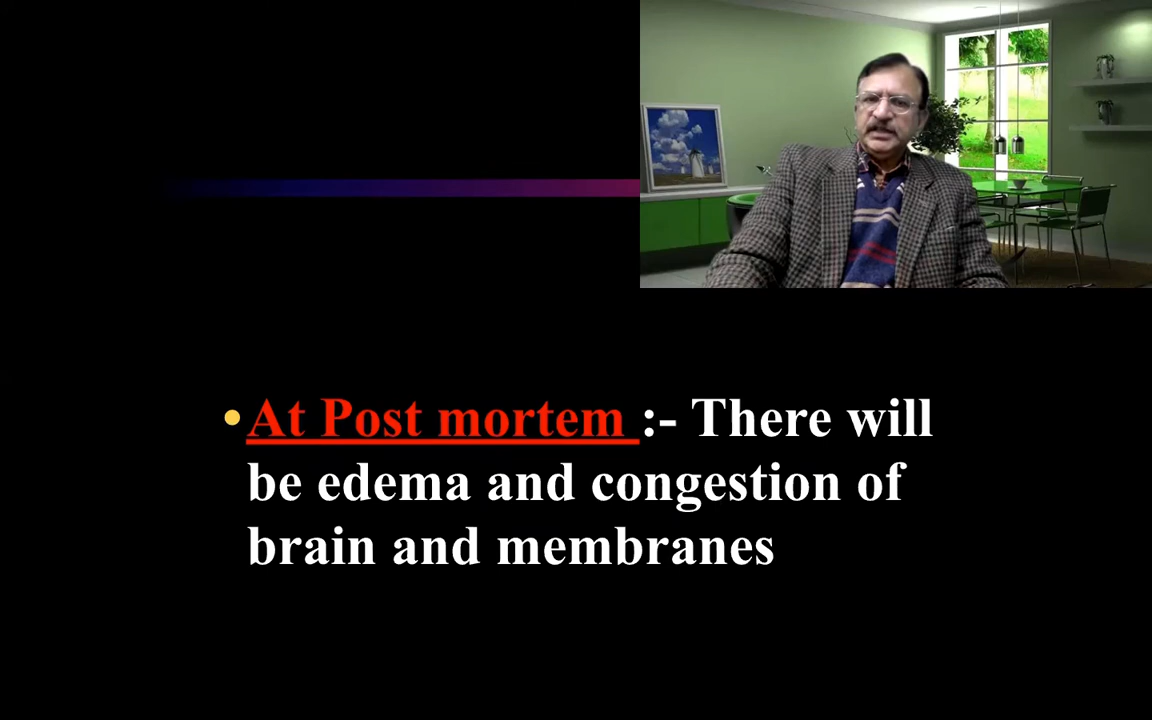 •At Post mortem :- There will
be edema and congestion of
brain and membranes